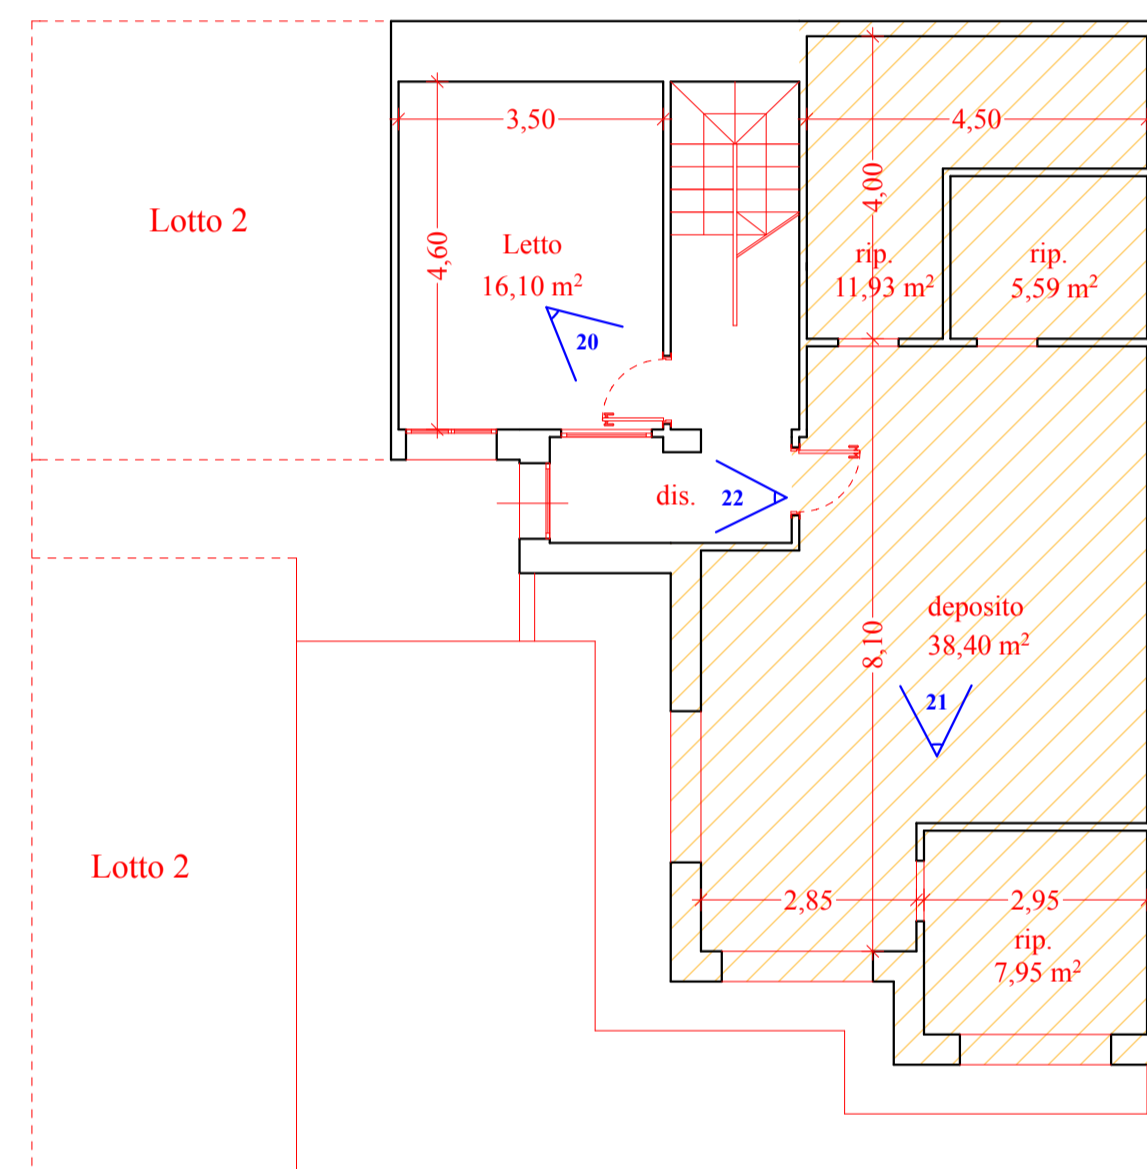 3,50
4,50
4,00
Lotto 2
4,60
Letto
16,10 m²
rip.
11,93 m²
rip.
5,59 m²
20
dis.
22
deposito
38,40 m²
8,10
21
Lotto 2
2,85
2,95
rip.
7,95 m²